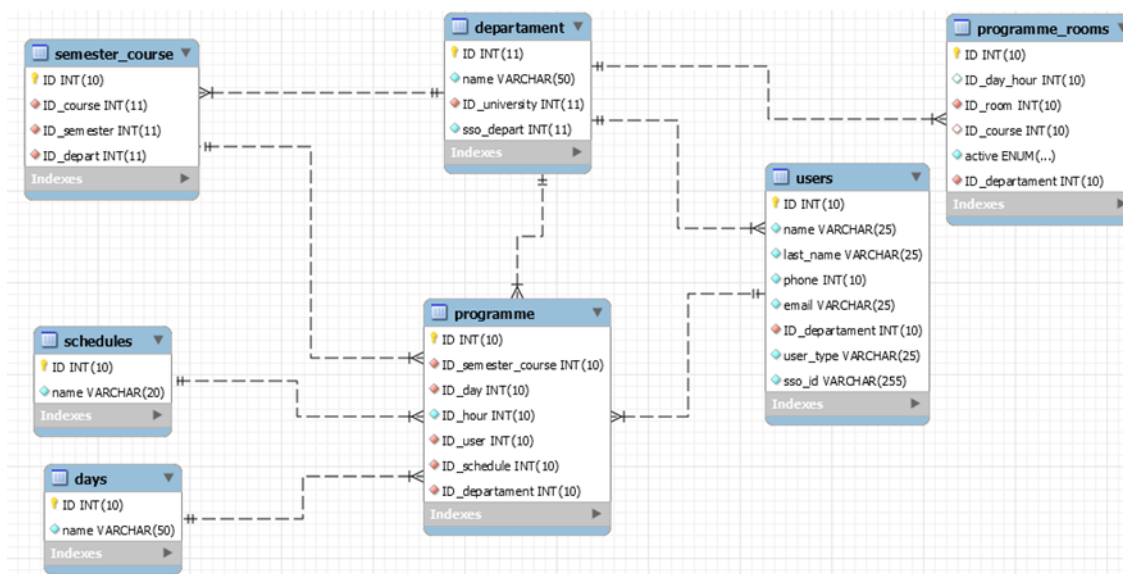 semester_course
ID INT(10)
ID_course INT(11)
ID_semester INT(11)
ID_depart INT(11)
Indexes
departament
ID INT(11)
name VARCHAR(50)
ID_university INT(11)
sso_depart INT(11)
Indexes
programme_rooms
ID INT(10)
ID_day_hour INT(10)
ID_room INT(10)
ID_course INT(10)
active ENUM(...)
ID_departament INT(10)
Indexes
users
ID INT(10)
name VARCHAR(25)
last_name VARCHAR(25)
phone INT(10)
email VARCHAR(25)
ID_departament INT(10)
user_type VARCHAR(25)
sso_id VARCHAR(255)
Indexes
schedules
ID INT(10)
name VARCHAR(20)
Indexes
programme
ID INT(10)
ID_semester_course INT(10)
ID_day INT(10)
ID_hour INT(10)
ID_user INT(10)
ID_schedule INT(10)
ID_departament INT(10)
Indexes
days
ID INT(10)
name VARCHAR(50)
Indexes